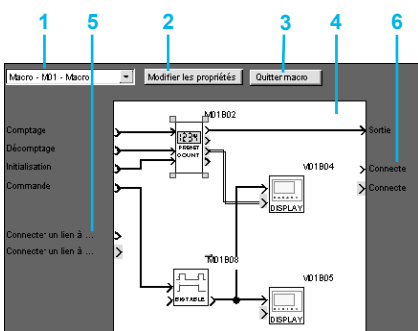 1 5 2 3 4 6
Macro - M01 - Macro Modifier les propriétés Quitter macro
M01B02
Comptage Sortie
1234
Décomptage PRESET
COUNT
Initialisation M01B04 Connecte
Commande Connecte
DISPLAY
Connecter un lien à ...
Connecter un lien à ... M01B08
M01B05
BISTABLE
DISPLAY